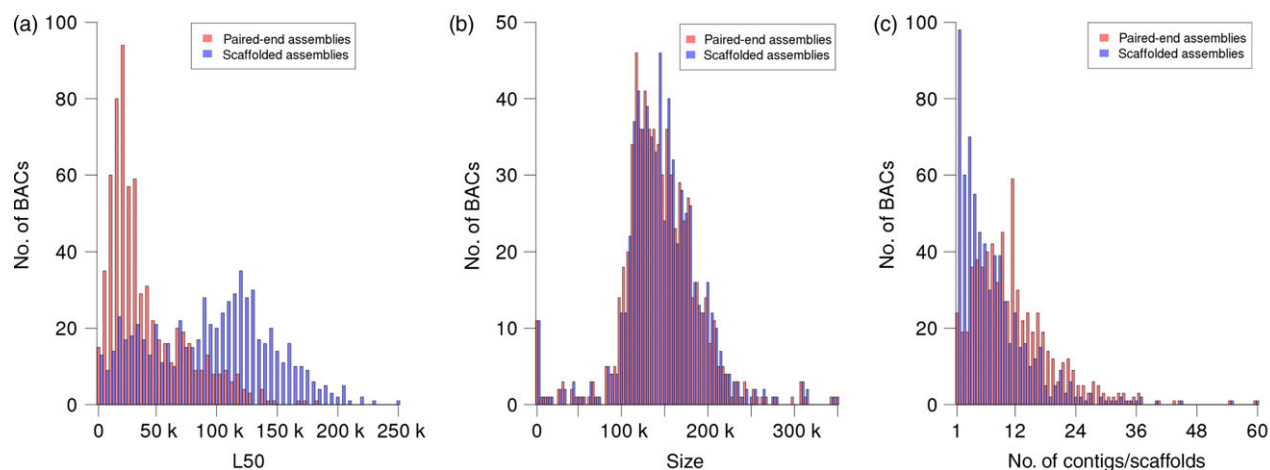 (a)
100
80
60
40
20
0
No. of BACs
Paired-end assemblies
Scaffolded assemblies
0 50 k 100 k 150 k 200 k 250 k
L50
(b)
50
40
30
20
10
0
No. of BACs
Paired-end assemblies
Scaffolded assemblies
0 100 k 200 k 300 k
Size
(c)
100
80
60
40
20
0
No. of BACs
Paired-end assemblies
Scaffolded assemblies
1 12 24 36 48 60
No. of contigs/scaffolds